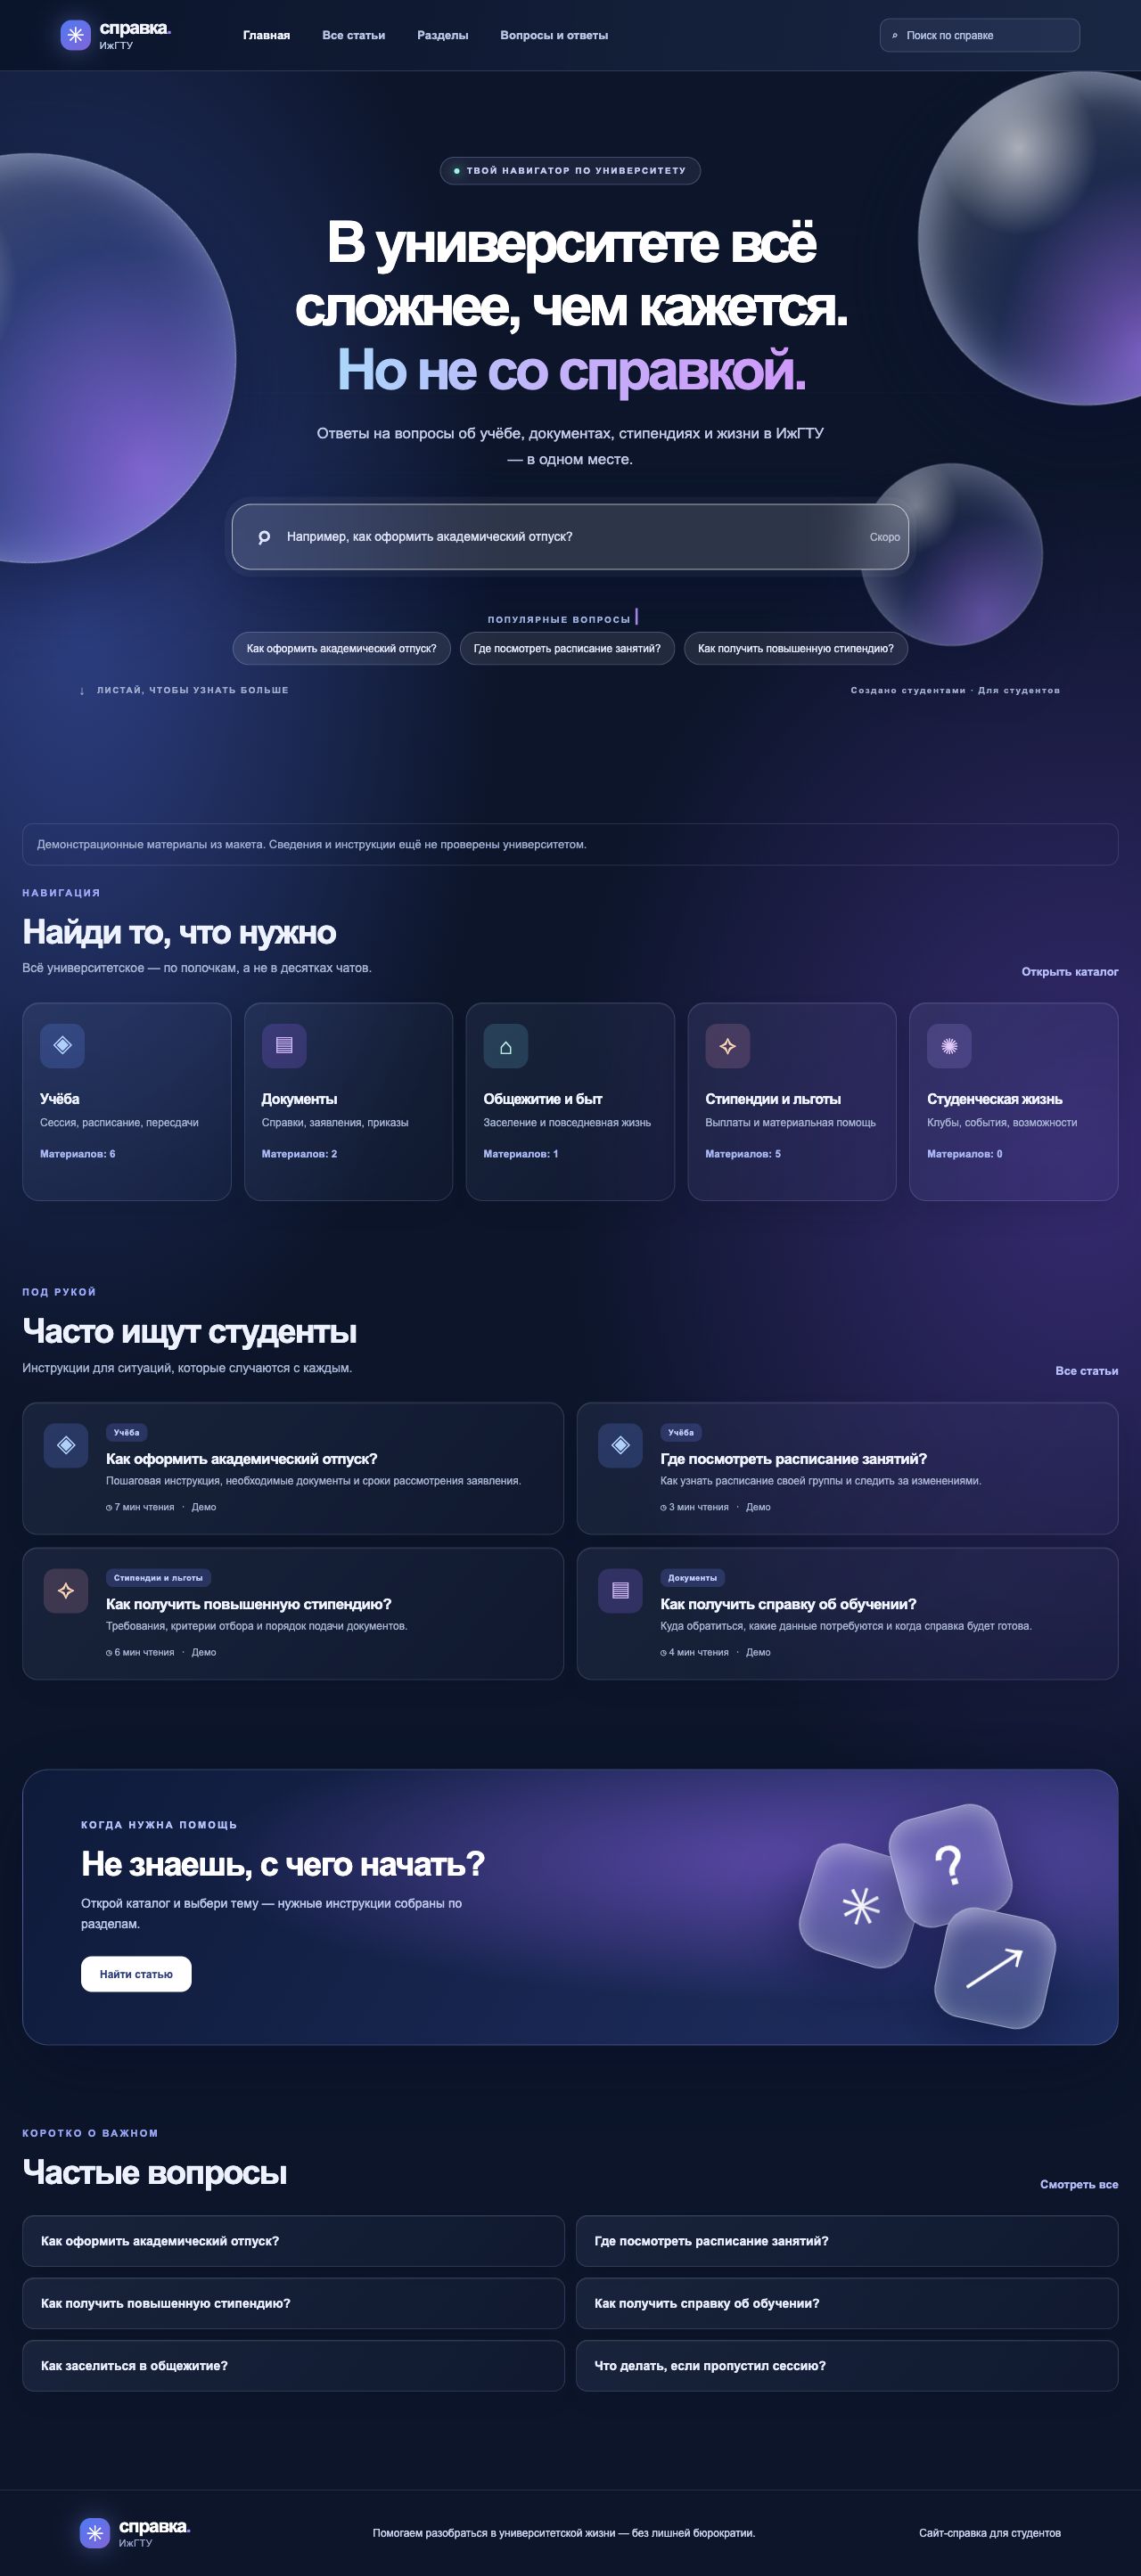 справка.
ИжГТУ
Главная
Все статьи
Разделы
Вопросы и ответы
Поиск по справке
ТВОЙ НАВИГАТОР ПО УНИВЕРСИТЕТУ
В университете всё
сложнее, чем кажется.
Но не со справкой.
Ответы на вопросы об учёбе, документах, стипендиях и жизни в ИжГТУ
— в одном месте.
Например, как оформить академический отпуск?
Скоро
ПОПУЛЯРНЫЕ ВОПРОСЫ
Как оформить академический отпуск?
Где посмотреть расписание занятий?
Как получить повышенную стипендию?
↓ ЛИСТАЙ, ЧТОБЫ УЗНАТЬ БОЛЬШЕ
Создано студентами · Для студентов
Демонстрационные материалы из макета. Сведения и инструкции ещё не проверены университетом.
НАВИГАЦИЯ
Найди то, что нужно
Всё университетское — по полочкам, а не в десятках чатов.
Открыть каталог
Учёба
Сессия, расписание, пересдачи
Материалов: 6
Документы
Справки, заявления, приказы
Материалов: 2
Общежитие и быт
Заселение и повседневная жизнь
Материалов: 1
Стипендии и льготы
Выплаты и материальная помощь
Материалов: 5
Студенческая жизнь
Клубы, события, возможности
Материалов: 0
ПОД РУКОЙ
Часто ищут студенты
Инструкции для ситуаций, которые случаются с каждым.
Все статьи
Учёба
Как оформить академический отпуск?
Пошаговая инструкция, необходимые документы и сроки рассмотрения заявления.
7 мин чтения · Демо
Учёба
Где посмотреть расписание занятий?
Как узнать расписание своей группы и следить за изменениями.
3 мин чтения · Демо
Стипендии и льготы
Как получить повышенную стипендию?
Требования, критерии отбора и порядок подачи документов.
6 мин чтения · Демо
Документы
Как получить справку об обучении?
Куда обратиться, какие данные потребуются и когда справка будет готова.
4 мин чтения · Демо
КОГДА НУЖНА ПОМОЩЬ
Не знаешь, с чего начать?
Открой каталог и выбери тему — нужные инструкции собраны по
разделам.
Найти статью
?
КОРОТКО О ВАЖНОМ
Частые вопросы
Смотреть все
Как оформить академический отпуск?
Где посмотреть расписание занятий?
Как получить повышенную стипендию?
Как получить справку об обучении?
Как заселиться в общежитие?
Что делать, если пропустил сессию?
справка.
ИжГТУ
Помогаем разобраться в университетской жизни — без лишней бюрократии.
Сайт-справка для студентов